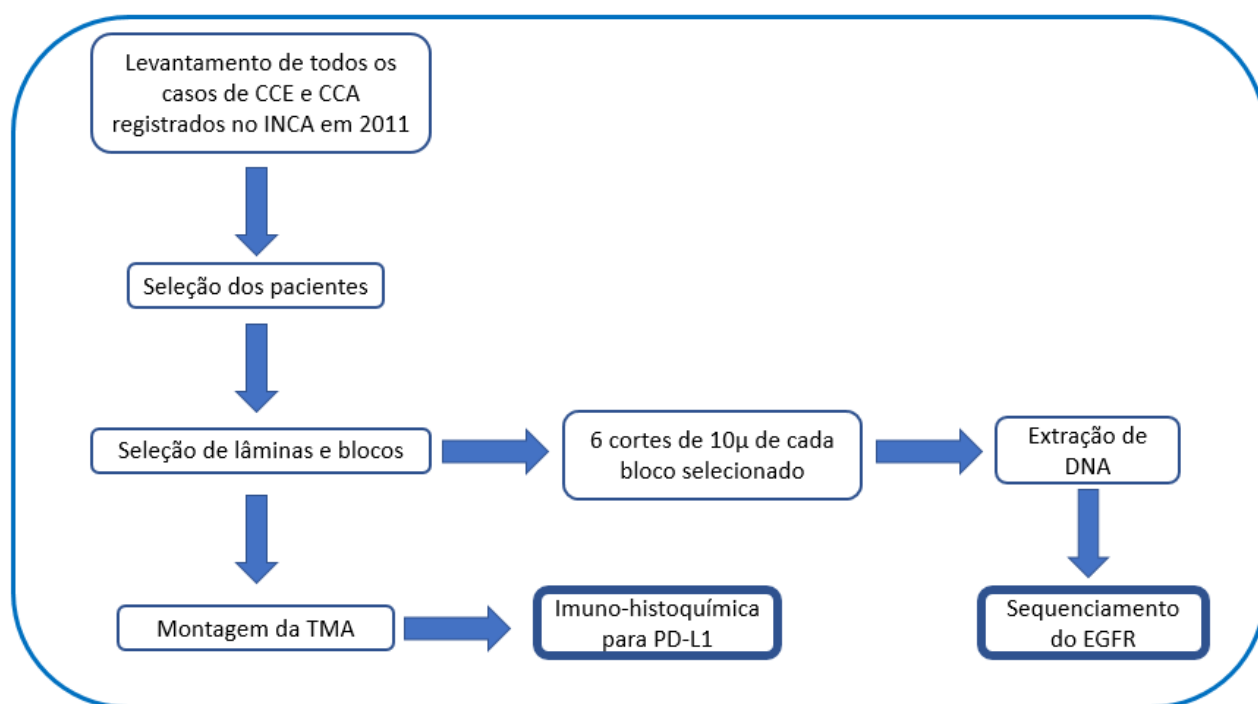 Levantamento de todos os
casos de CCE e CCA
registrados no INCA em 2011
Seleção dos pacientes
Seleção de lâminas e blocos
6 cortes de 10µ de cada
bloco selecionado
Extração de
DNA
Montagem da TMA
Imuno-histoquímica
para PD-L1
Sequenciamento
do EGFR